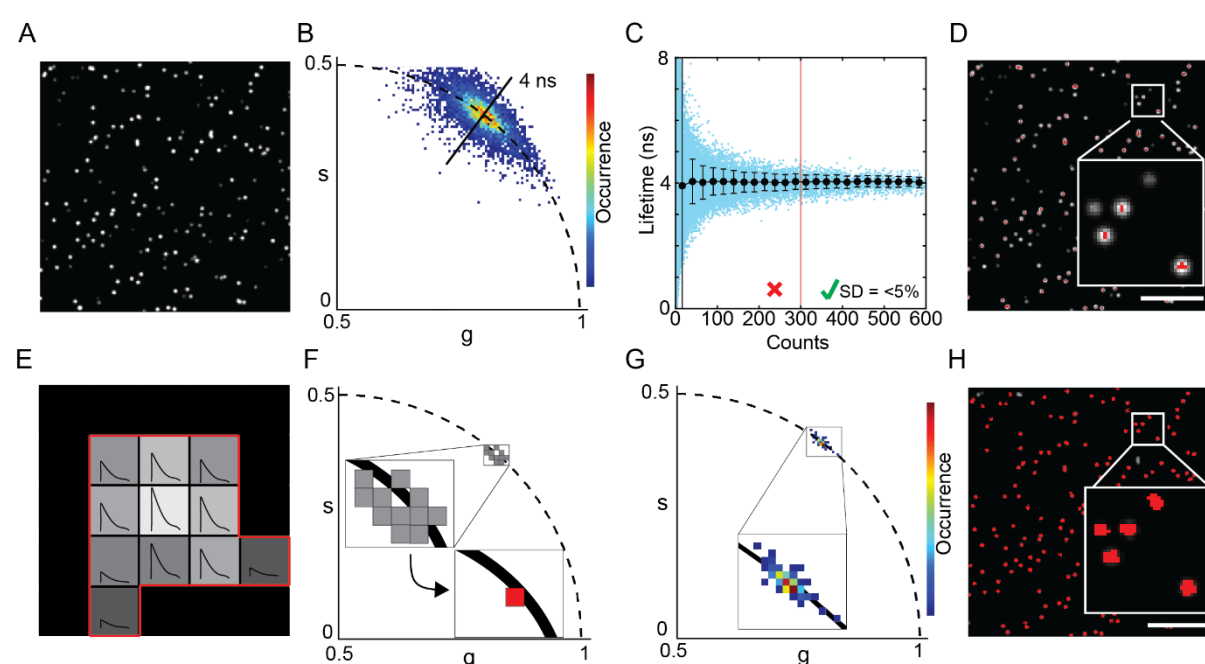 A
B
0.5
4 ns
s
0
0.5
g
1
Occurrence
C
8
Lifetime (ns)
4
0
SD = <5%
0 100 200 300 400 500 600
Counts
D
E
F
0.5
s
0
0.5
g
1
G
0.5
s
0
0.5
g
1
Occurrence
H